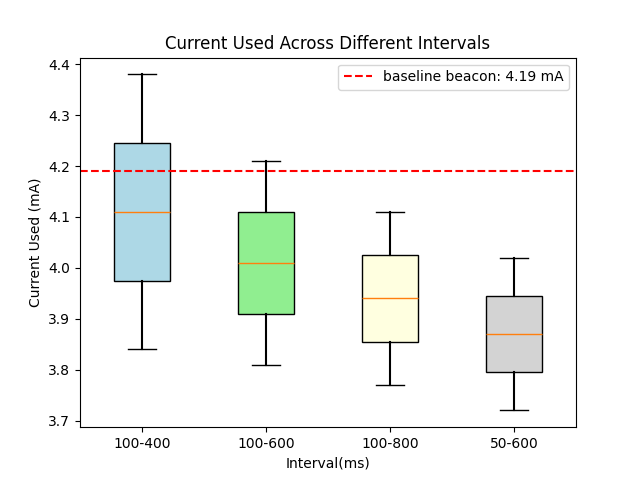 Current Used Across Different Intervals
baseline beacon: 4.19 mA
Current Used (mA)
4.4
4.3
4.2
4.1
4.0
3.9
3.8
3.7
100-400 100-600 100-800 50-600
Interval(ms)